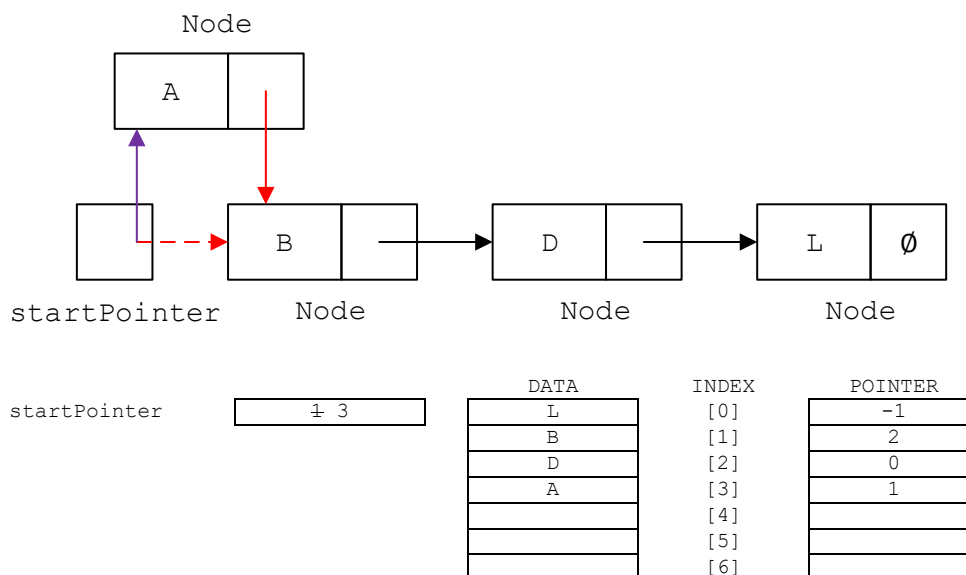 Node
A
B D L Ø
startPointer Node Node Node
DATA INDEX POINTER
startPointer 1 3 L [0] -1
B [1] 2
D [2] 0
A [3] 1
[4]
[5]
[6]